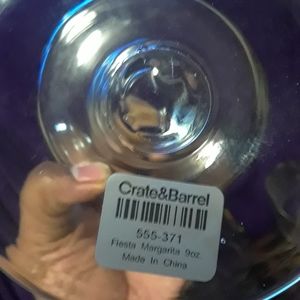 Crate&Barrel
555-371
Fiesta Margarita 9oz.
Made In China